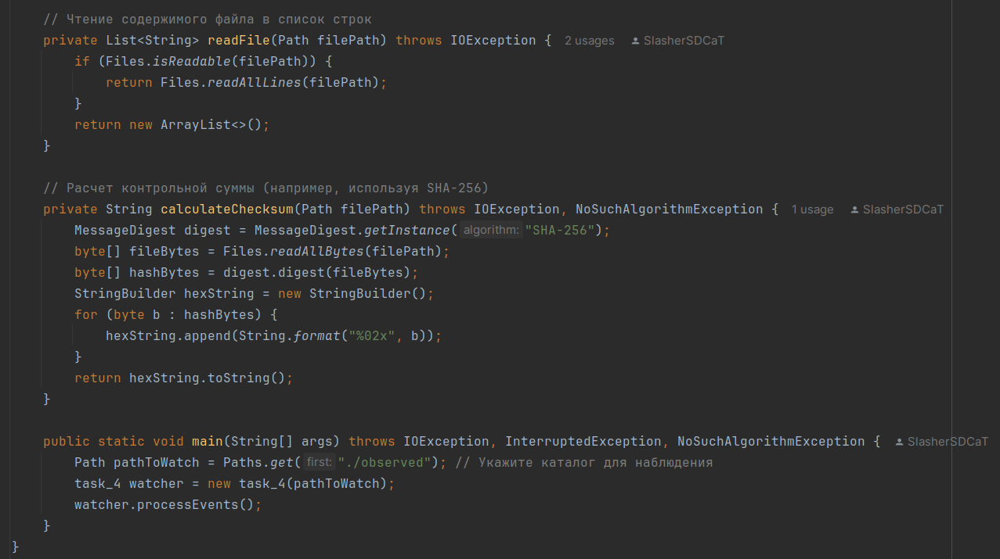 // Чтение содержимого файла в список строк
private List<String> readFile(Path filePath) throws IOException { 2 usages SlasherSDCaT
if (Files.isReadable(filePath)) {
return Files.readAllLines(filePath);
}
return new ArrayList<>();
}
// Расчет контрольной суммы (например, используя SHA-256)
private String calculateChecksum(Path filePath) throws IOException, NoSuchAlgorithmException { 1 usage SlasherSDCaT
MessageDigest digest = MessageDigest.getInstance( algorithm: "SHA-256");
byte[] fileBytes = Files.readAllBytes(filePath);
byte[] hashBytes = digest.digest(fileBytes);
StringBuilder hexString = new StringBuilder();
for (byte b : hashBytes) {
hexString.append(String.format("%02x", b));
}
return hexString.toString();
}
public static void main(String[] args) throws IOException, InterruptedException, NoSuchAlgorithmException { SlasherSDCaT
Path pathToWatch = Paths.get( first: "./observed"); // Укажите каталог для наблюдения
task_4 watcher = new task_4(pathToWatch);
watcher.processEvents();
}
}